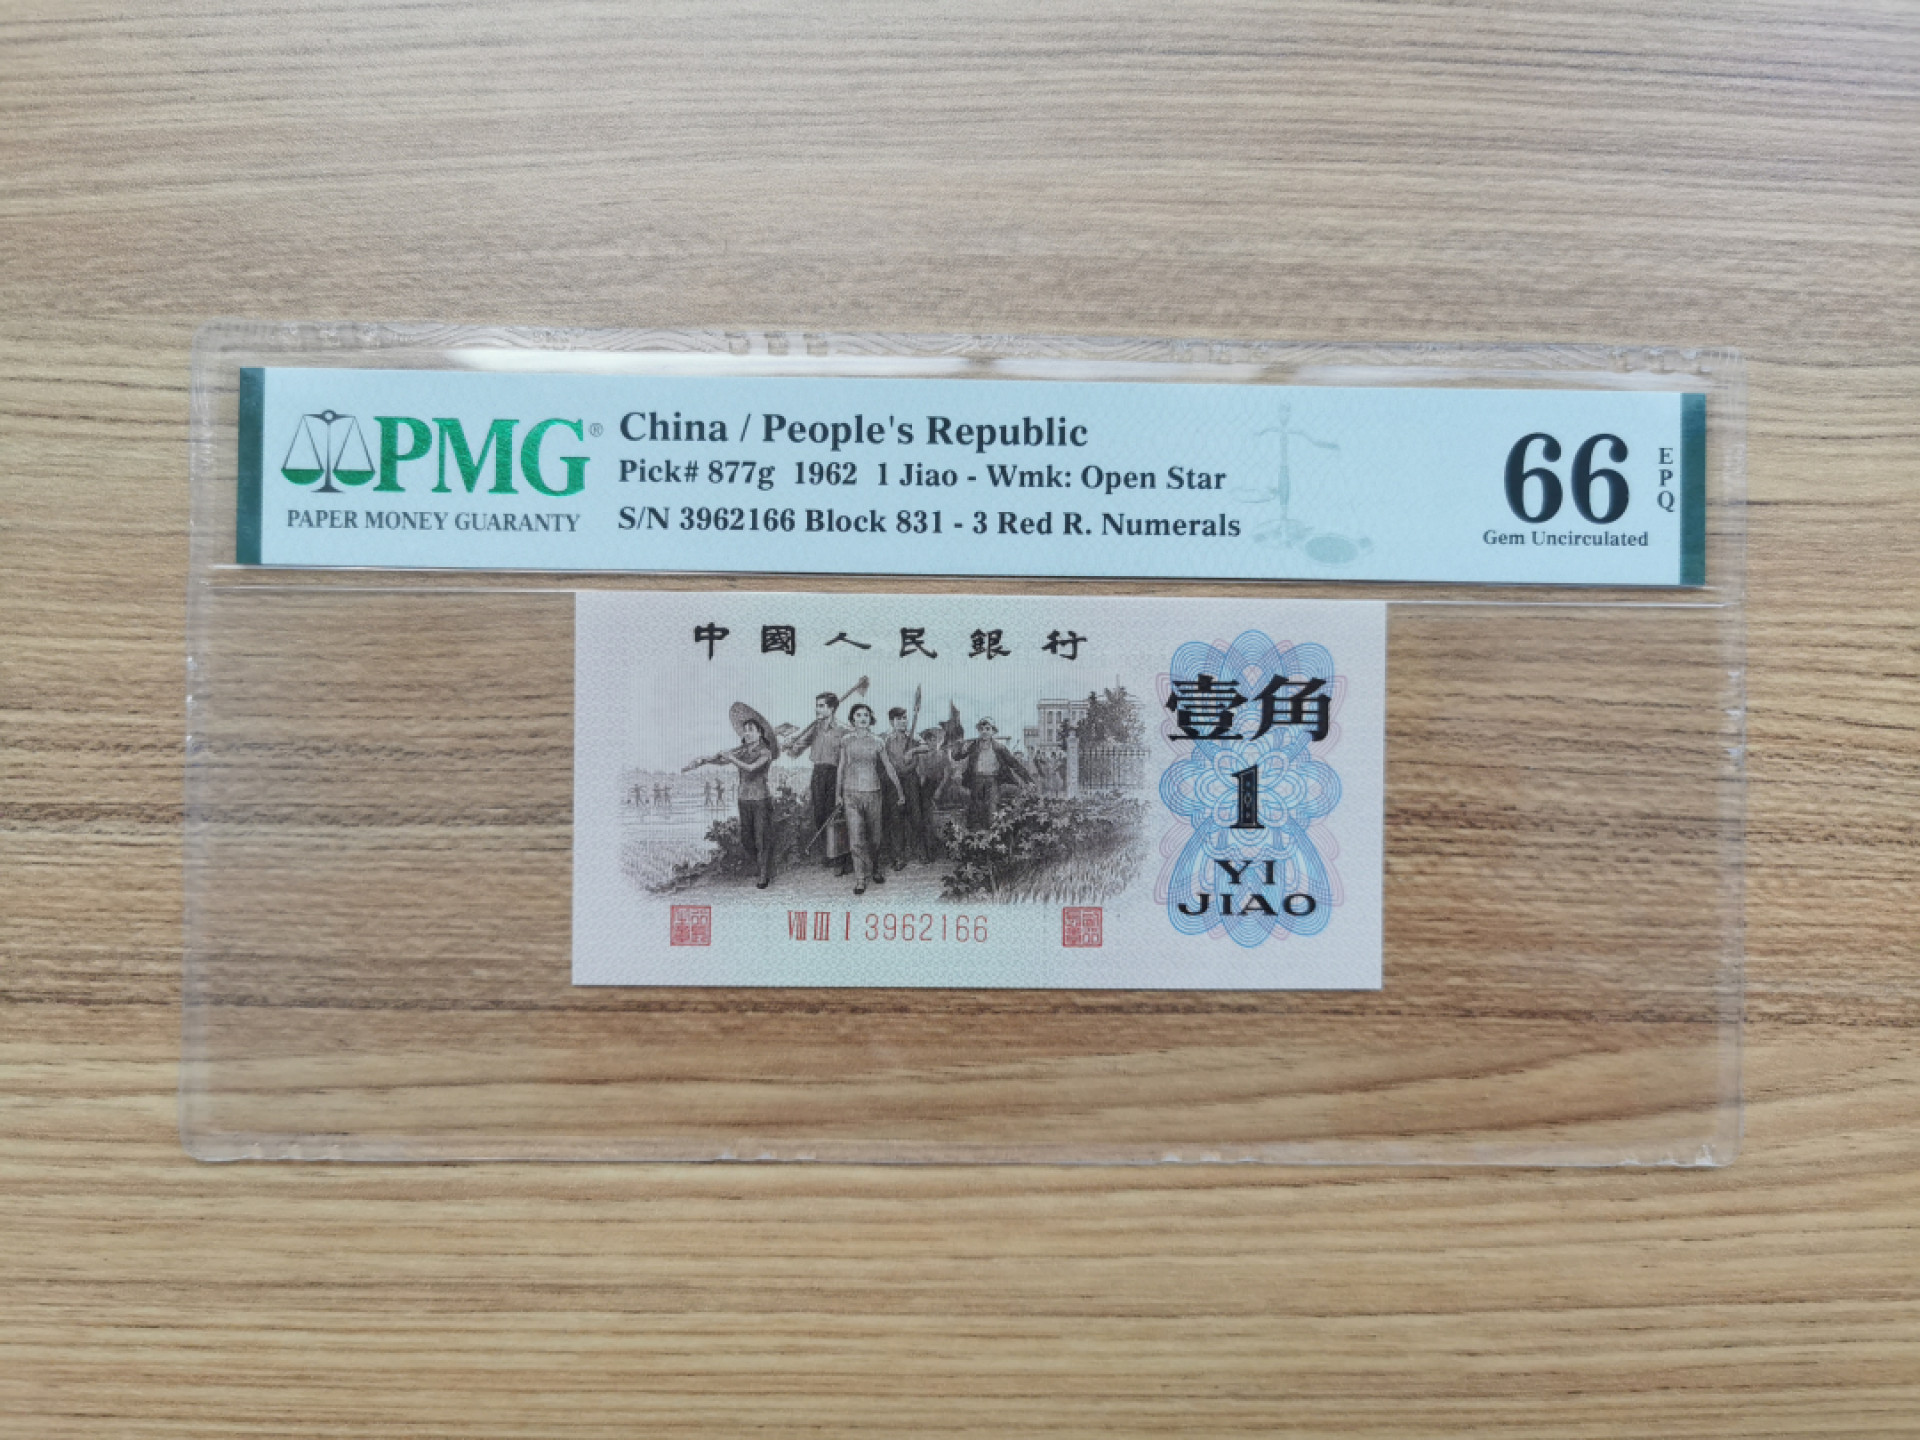 PMG®
PAPER MONEY GUARANTY
China / People's Republic
Pick# 877g 1962 1 Jiao - Wmk: Open Star
S/N 3962166 Block 831 - 3 Red R. Numerals
66
EPQ
Gem Uncirculated
中國人民銀行
壹角
1
YI
JIAO
VIII III I 3962166